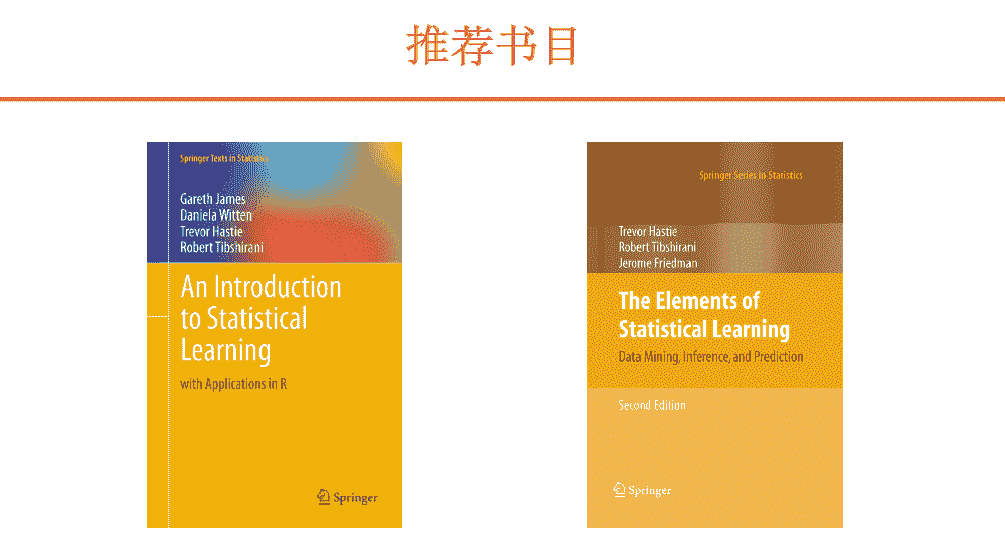 推荐书目
Springer Texts in Statistics
Gareth James
Daniela Witten
Trevor Hastie
Robert Tibshirani
An Introduction
to Statistical
Learning
with Applications in R
Springer
Springer Series in Statistics
Trevor Hastie
Robert Tibshirani
Jerome Friedman
The Elements of
Statistical Learning
Data Mining, Inference, and Prediction
Second Edition
Springer